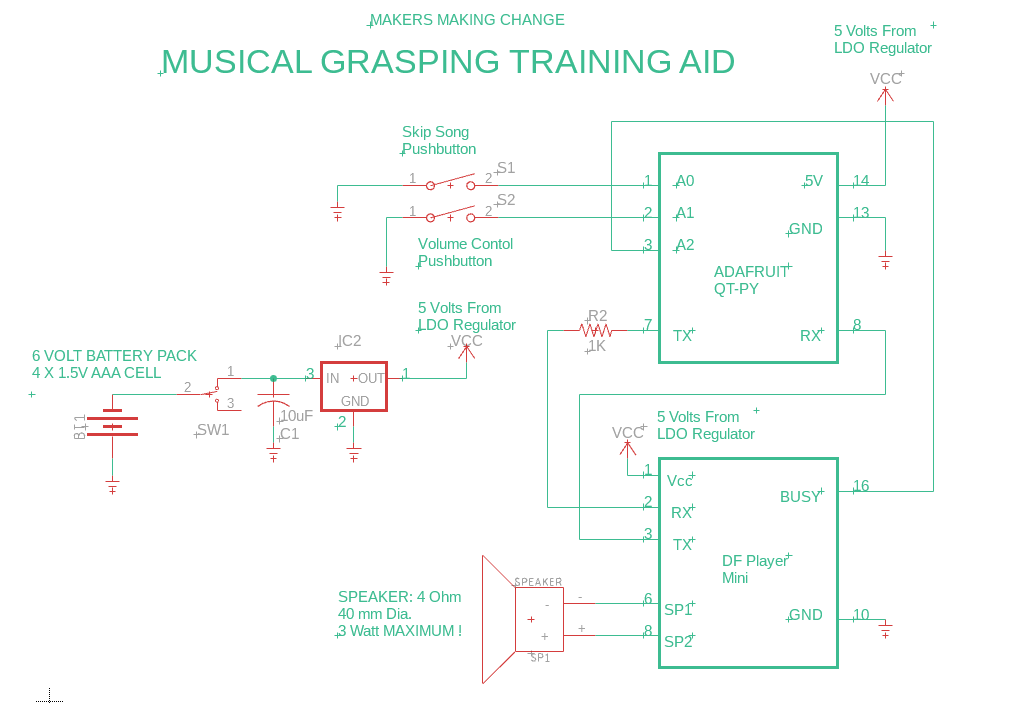 MAKERS MAKING CHANGE
MUSICAL GRASPING TRAINING AID
5 Volts From
LDO Regulator
VCC
Skip Song
Pushbutton
1 2 S1
1 2 S2
Volume Contol
Pushbutton
1 A0
2 A1
3 A2
7 TX
5V 14
GND 13
RX 8
ADAFRUIT
QT-PY
R2
1K
5 Volts From
LDO Regulator
VCC
IC2
3 IN OUT 1
GND
2
6 VOLT BATTERY PACK
4 X 1.5V AAA CELL
BT1
2 1
3
SW1
10uF
C1
5 Volts From
LDO Regulator
VCC
1 Vcc
2 RX
3 TX
6 SP1
8 SP2
BUSY 16
GND 10
DF Player
Mini
SPEAKER: 4 Ohm
40 mm Dia.
3 Watt MAXIMUM !
SPEAKER
- -
+ +
SP1